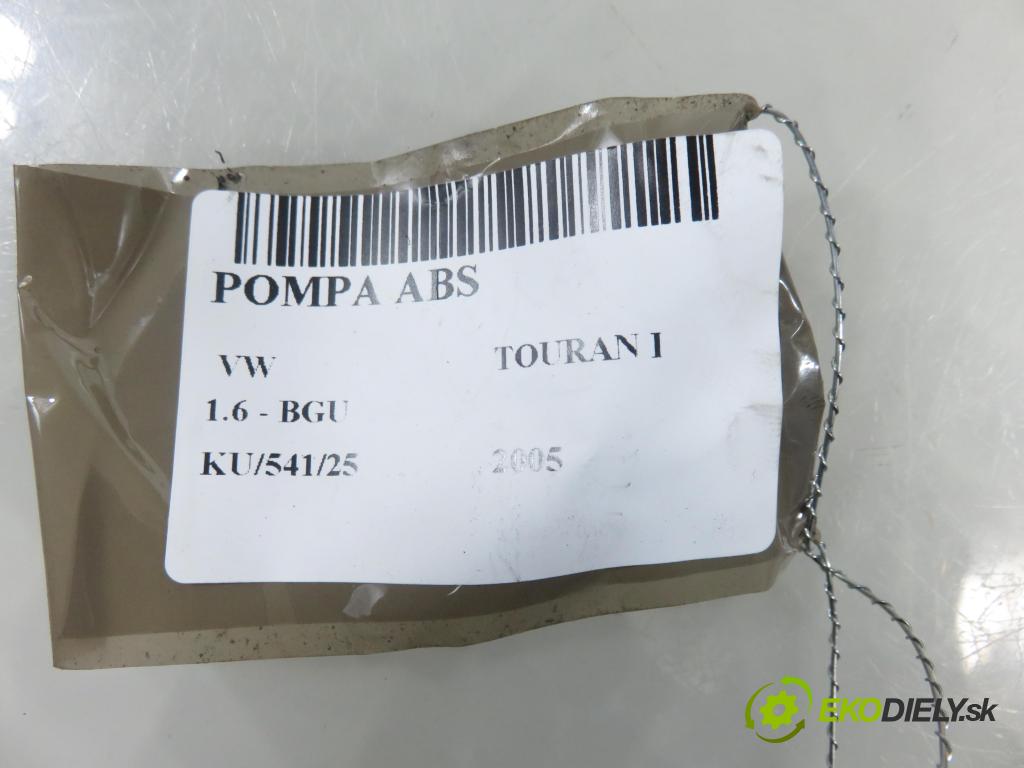 POMPA ABS
VW TOURAN I
1.6 - BGU
KU/541/25 2005
EKODIELY.sk